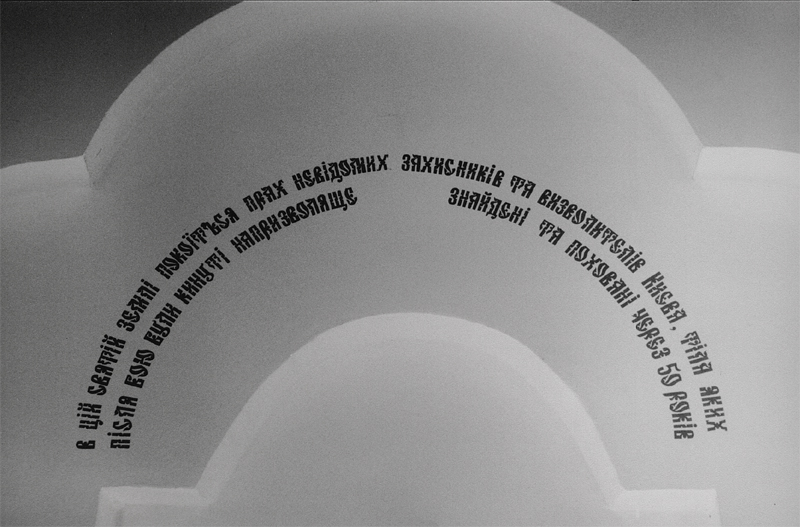 В цій святій землі покоїться прах невідомих захисників та визволителів Києва, тіла яких
після бою були кинуті напризволяще знайдені та поховані через 50 років